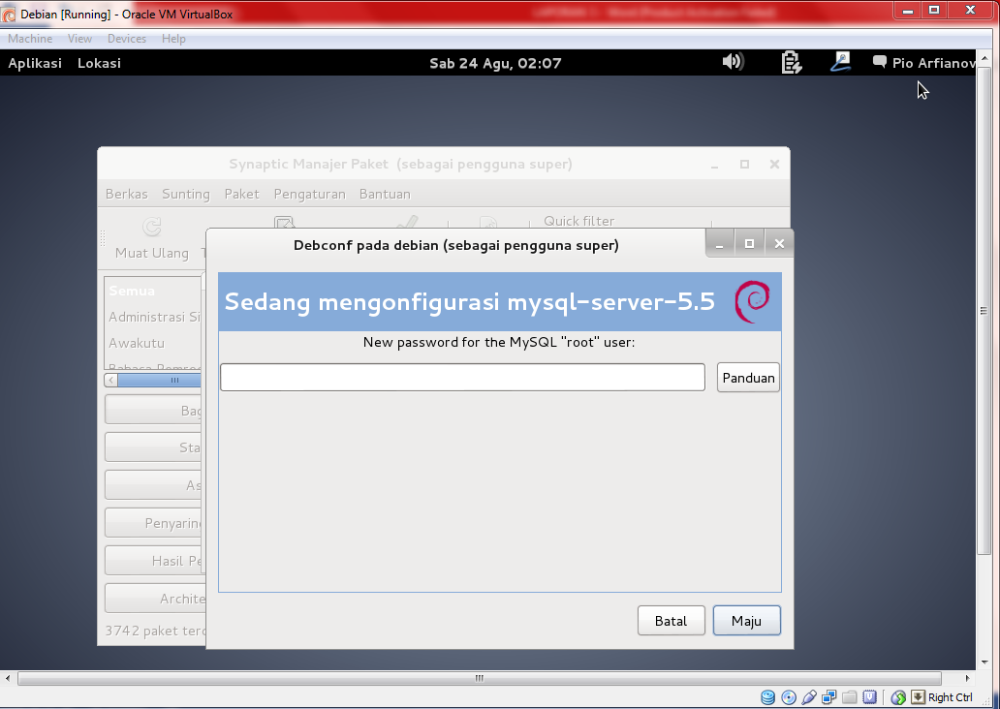 Debian [Running] - Oracle VM VirtualBox
Machine View Devices Help
Aplikasi Lokasi Sab 24 Agu, 02:07 Pio Arfianov
Synaptic Manajer Paket (sebagai pengguna super)
Berkas Sunting Paket Pengaturan Bantuan
Quick filter
Muat Ulang T
Debconf pada debian (sebagai pengguna super)
Semua
Administrasi Si
Awakutu
Sedang mengonfigurasi mysql-server-5.5
New password for the MySQL "root" user:
Panduan
Bag
Sta
As
Penyaring
Hasil Pe
Archite
3742 paket terd
Batal Maju
Right Ctrl